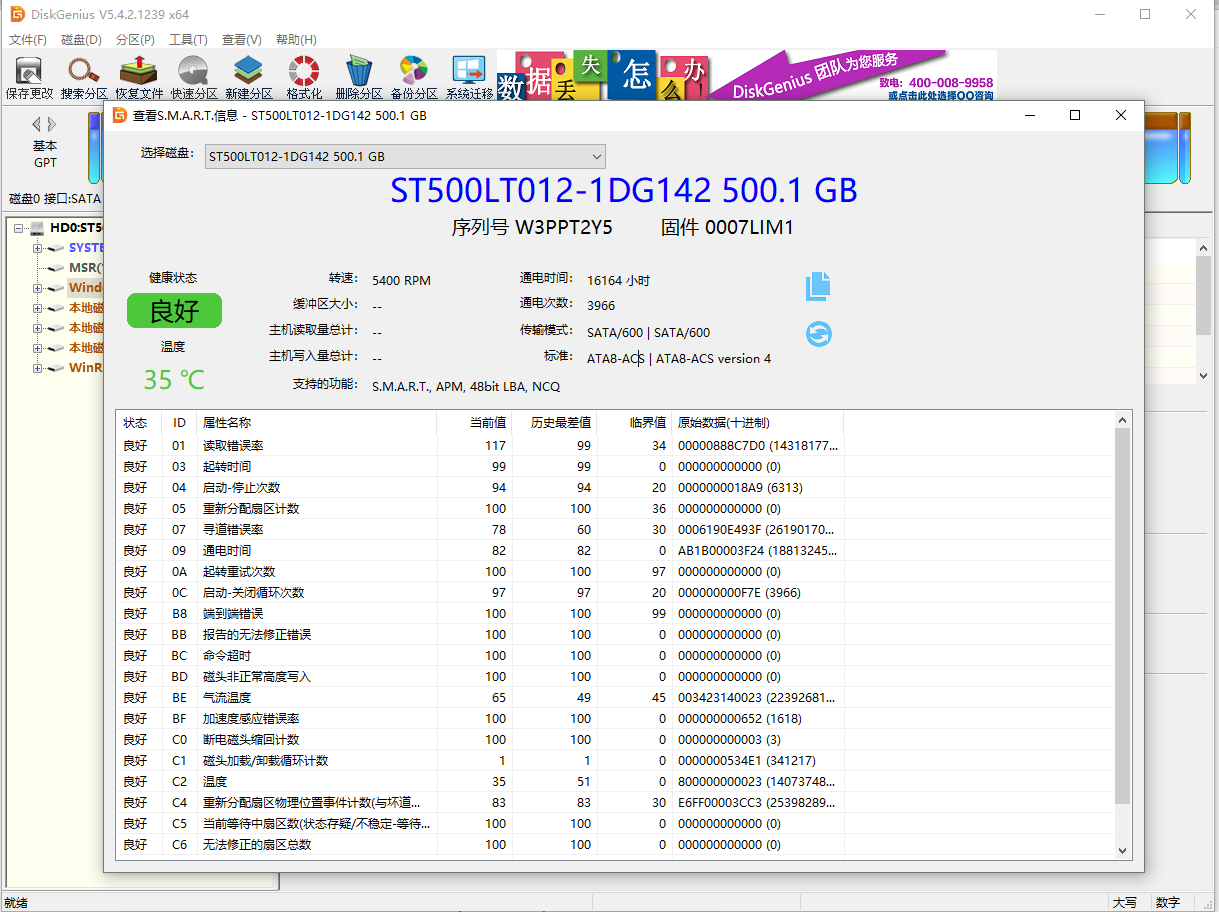 DiskGenius V5.4.2.1239 x64
文件(F) 磁盘(D) 分区(P) 工具(T) 查看(V) 帮助(H)
保存更改 搜索分区 恢复文件 快速分区 新建分区 格式化 删除分区 备份分区 系统迁移
数据丢失怎么办
DiskGenius 团队为您服务
致电: 400-008-9958
或点击此处选择QQ咨询
基本
GPT
磁盘0 接口:SATA
HD0:ST50
SYSTE
MSR(
Wind
本地磁
本地磁
本地磁
WinR
查看S.M.A.R.T.信息 - ST500LT012-1DG142 500.1 GB
选择磁盘: ST500LT012-1DG142 500.1 GB
ST500LT012-1DG142 500.1 GB
序列号 W3PPT2Y5 固件 0007LIM1
健康状态
良好
温度
35 ℃
转速: 5400 RPM 通电时间: 16164 小时
缓冲区大小: -- 通电次数: 3966
主机读取量总计: -- 传输模式: SATA/600 | SATA/600
主机写入量总计: -- 标准: ATA8-ACS | ATA8-ACS version 4
支持的功能: S.M.A.R.T., APM, 48bit LBA, NCQ
状态 ID 属性名称 当前值 历史最差值 临界值 原始数据(十进制)
良好 01 读取错误率 117 99 34 00000888C7D0 (14318177...
良好 03 起转时间 99 99 0 000000000000 (0)
良好 04 启动-停止次数 94 94 20 0000000018A9 (6313)
良好 05 重新分配扇区计数 100 100 36 000000000000 (0)
良好 07 寻道错误率 78 60 30 0006190E493F (26190170...
良好 09 通电时间 82 82 0 AB1B00003F24 (18813245...
良好 0A 起转重试次数 100 100 97 000000000000 (0)
良好 0C 启动-关闭循环次数 97 97 20 000000000F7E (3966)
良好 B8 端到端错误 100 100 99 000000000000 (0)
良好 BB 报告的无法修正错误 100 100 0 000000000000 (0)
良好 BC 命令超时 100 100 0 000000000000 (0)
良好 BD 磁头非正常高度写入 100 100 0 000000000000 (0)
良好 BE 气流温度 65 49 45 003423140023 (22392681...
良好 BF 加速度感应错误率 100 100 0 000000000652 (1618)
良好 C0 断电磁头缩回计数 100 100 0 000000000003 (3)
良好 C1 磁头加载/卸载循环计数 1 1 0 0000000534E1 (341217)
良好 C2 温度 35 51 0 800000000023 (14073748...
良好 C4 重新分配扇区物理位置事件计数(与坏道... 83 83 30 E6FF00003CC3 (25398289...
良好 C5 当前等待中扇区数(状态存疑/不稳定-等待... 100 100 0 000000000000 (0)
良好 C6 无法修正的扇区总数 100 100 0 000000000000 (0)
就绪 大写 数字